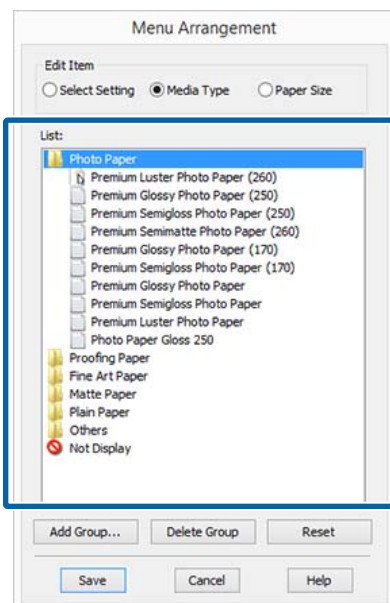 Menu Arrangement
Edit Item
Select Setting Media Type Paper Size
List:
Photo Paper
Premium Luster Photo Paper (260)
Premium Glossy Photo Paper (250)
Premium Semigloss Photo Paper (250)
Premium Semimatte Photo Paper (260)
Premium Glossy Photo Paper (170)
Premium Semigloss Photo Paper (170)
Premium Glossy Photo Paper
Premium Semigloss Photo Paper
Premium Luster Photo Paper
Photo Paper Gloss 250
Proofing Paper
Fine Art Paper
Matte Paper
Plain Paper
Others
Not Display
Add Group... Delete Group Reset
Save Cancel Help